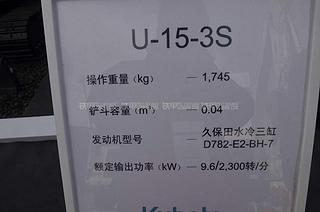 U-15-3S
操作重量(kg) — 1,745
铲斗容量(m³) — 0.04
发动机型号 — 久保田水冷三缸
D782-E2-BH-7
额定输出功率(kW) — 9.6/2,300转/分